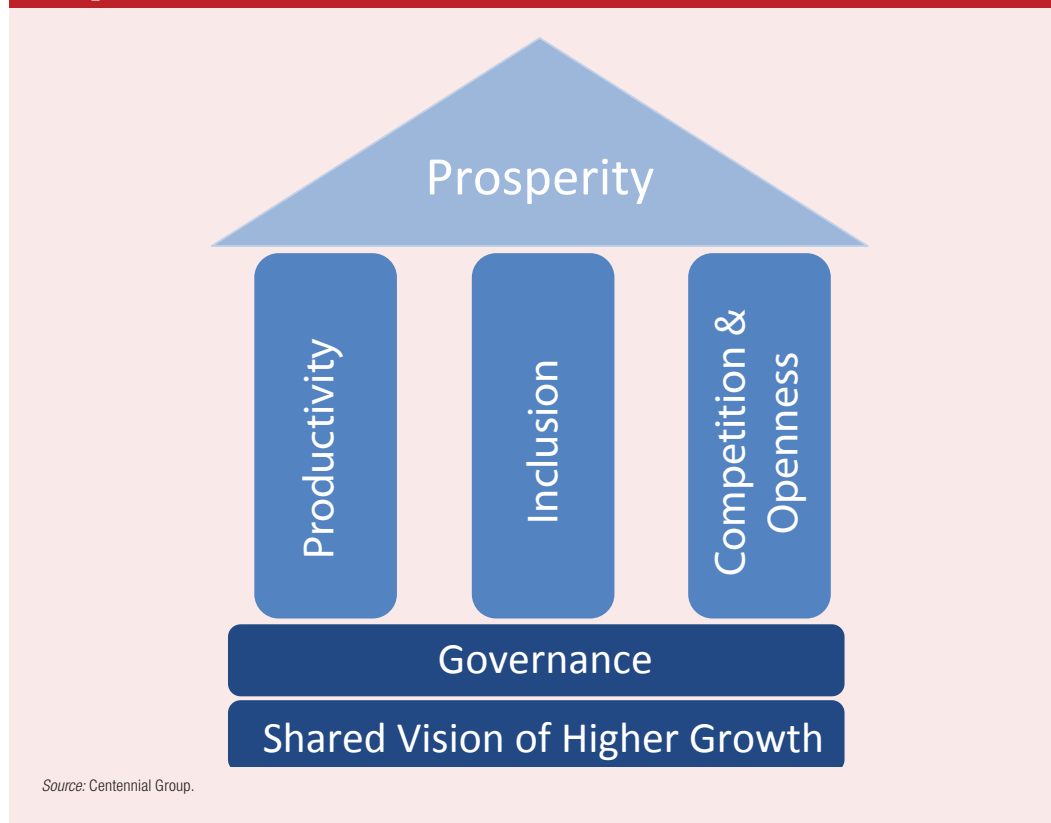 Prosperity
Productivity
Inclusion
Competition &
Openness
Governance
Shared Vision of Higher Growth
Source: Centennial Group.